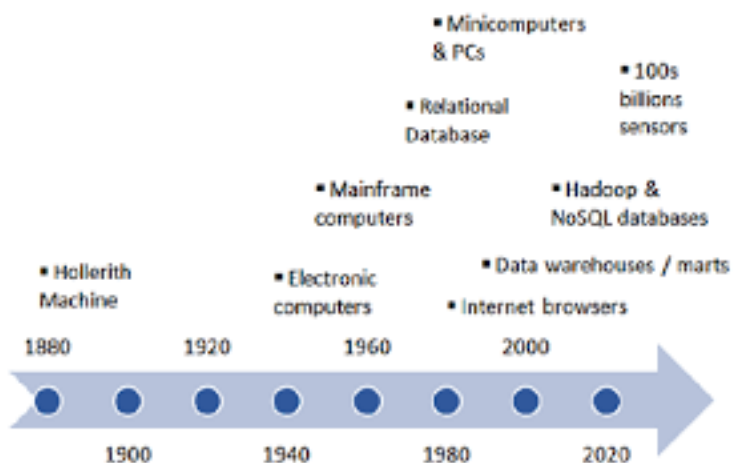 ▪ Minicomputers
& PCs
▪ 100s
billions
sensors
▪ Relational
Database
▪ Mainframe
computers
▪ Hadoop &
NoSQL databases
▪ Hollerith
Machine
▪ Electronic
computers
▪ Data warehouses / marts
▪ Internet browsers
1880
1920
1960
2000
1900
1940
1980
2020